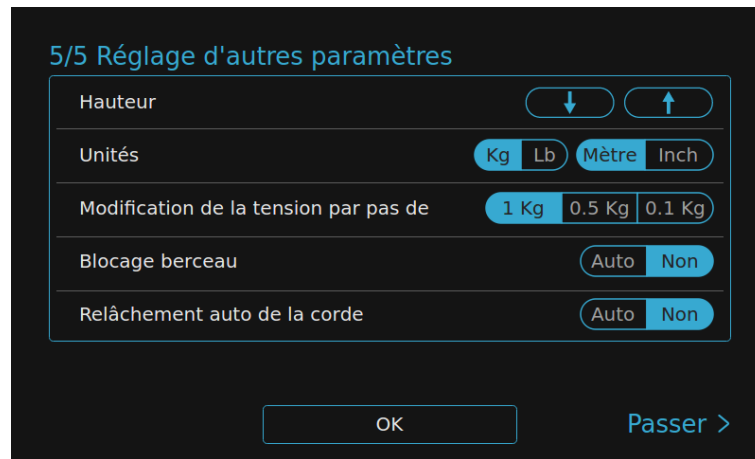 5/5 Réglage d'autres paramètres
Hauteur
Unités Kg Lb Mètre Inch
Modification de la tension par pas de 1 Kg 0.5 Kg 0.1 Kg
Blocage berceau Auto Non
Relâchement auto de la corde Auto Non
OK Passer >